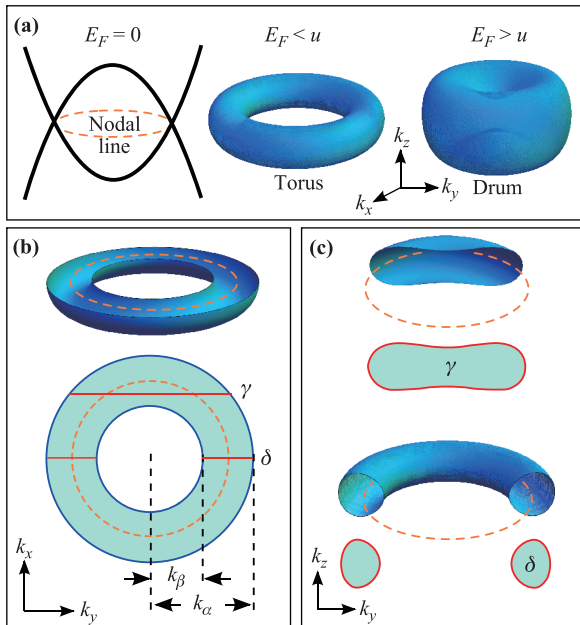 (a)
E_F = 0
E_F < u
E_F > u
Nodal
line
Torus
Drum
k_z
k_y
k_x
(b)
γ
δ
k_β
k_α
k_x
k_y
(c)
γ
δ
k_z
k_y